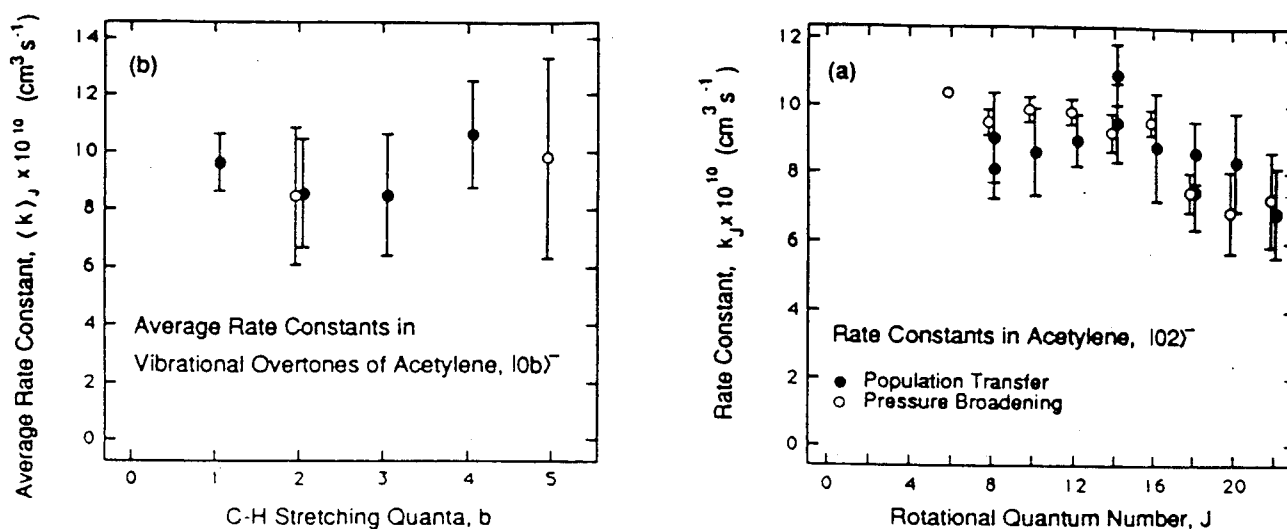 Average Rate Constant, ⟨k⟩J x 10^10 (cm^3 s^-1)
14
12
10
8
6
4
2
0
(b)
Average Rate Constants in
Vibrational Overtones of Acetylene, |0b⟩^-
0 1 2 3 4 5
C-H Stretching Quanta, b
Rate Constant, kJ x 10^10 (cm^3 s^-1)
12
10
8
6
4
2
0
(a)
Rate Constants in Acetylene, |02⟩^-
● Population Transfer
○ Pressure Broadening
0 4 8 12 16 20
Rotational Quantum Number, J